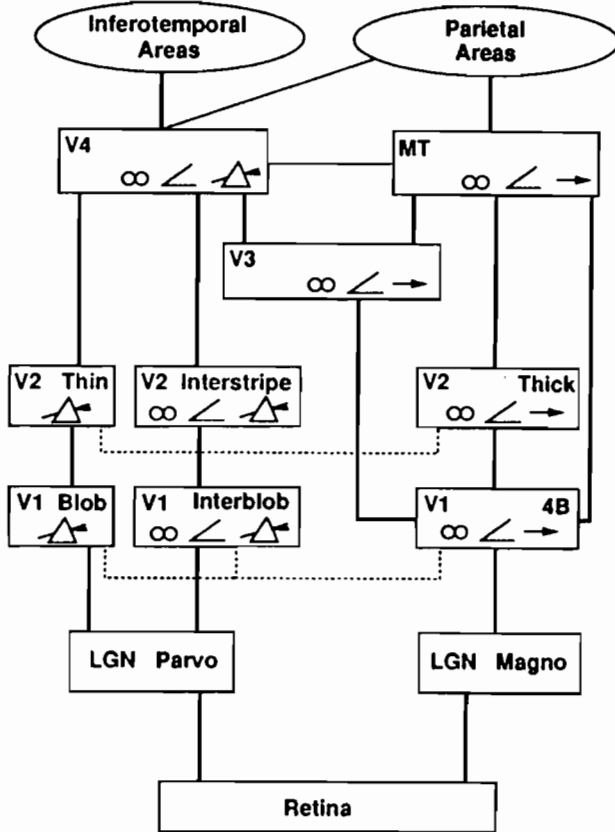 Inferotemporal
Areas
Parietal
Areas
V4
MT
V3
V2 Thin
V2 Interstripe
V2 Thick
V1 Blob
V1 Interblob
V1 4B
LGN Parvo
LGN Magno
Retina